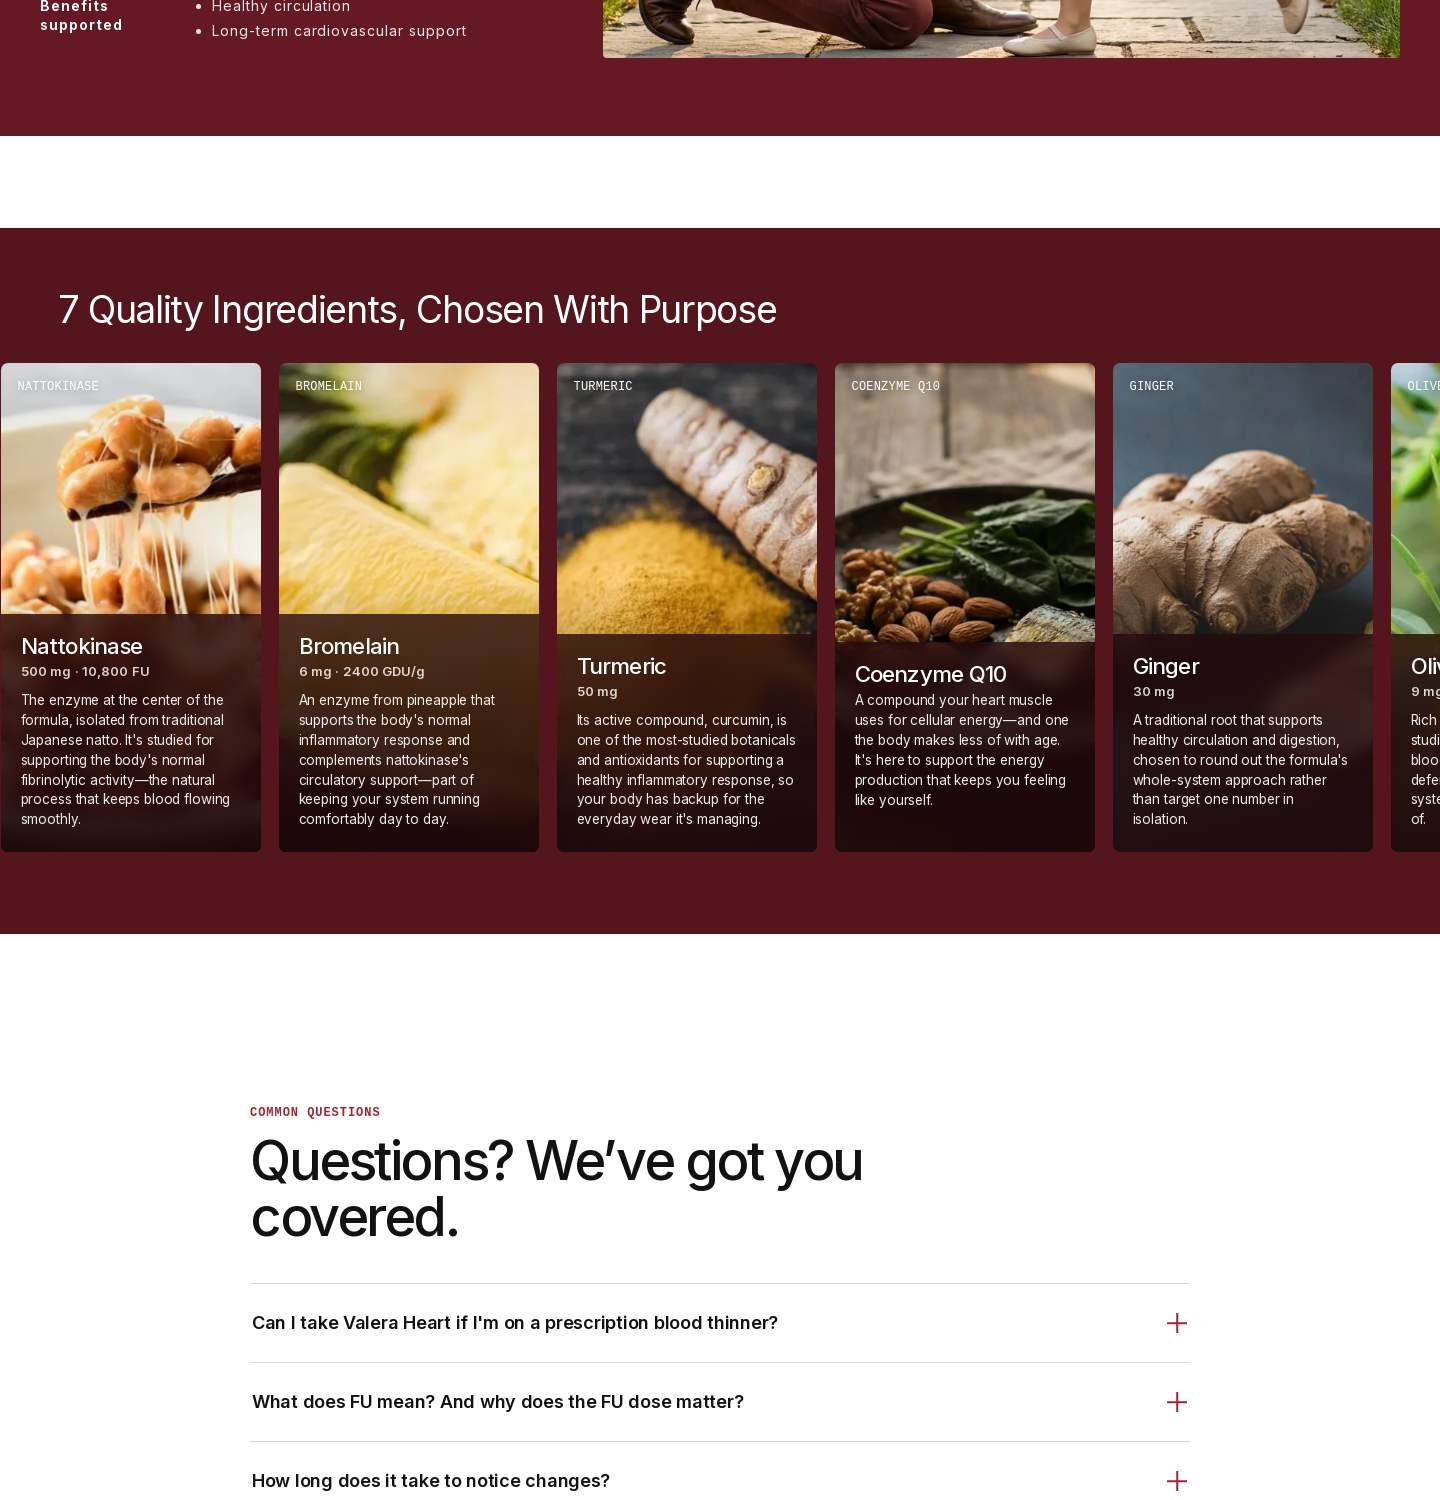 Benefits
supported
Healthy circulation
Long-term cardiovascular support
7 Quality Ingredients, Chosen With Purpose
NATTOKINASE
Nattokinase
500 mg · 10,800 FU
The enzyme at the center of the
formula, isolated from traditional
Japanese natto. It's studied for
supporting the body's normal
fibrinolytic activity—the natural
process that keeps blood flowing
smoothly.
BROMELAIN
Bromelain
6 mg · 2400 GDU/g
An enzyme from pineapple that
supports the body's normal
inflammatory response and
complements nattokinase's
circulatory support—part of
keeping your system running
comfortably day to day.
TURMERIC
Turmeric
50 mg
Its active compound, curcumin, is
one of the most-studied botanicals
and antioxidants for supporting a
healthy inflammatory response, so
your body has backup for the
everyday wear it's managing.
COENZYME Q10
Coenzyme Q10
A compound your heart muscle
uses for cellular energy—and one
the body makes less of with age.
It's here to support the energy
production that keeps you feeling
like yourself.
GINGER
Ginger
30 mg
A traditional root that supports
healthy circulation and digestion,
chosen to round out the formula's
whole-system approach rather
than target one number in
isolation.
9 mg
Rich
of.
COMMON QUESTIONS
Questions? We’ve got you
covered.
Can I take Valera Heart if I'm on a prescription blood thinner?
What does FU mean? And why does the FU dose matter?
How long does it take to notice changes?